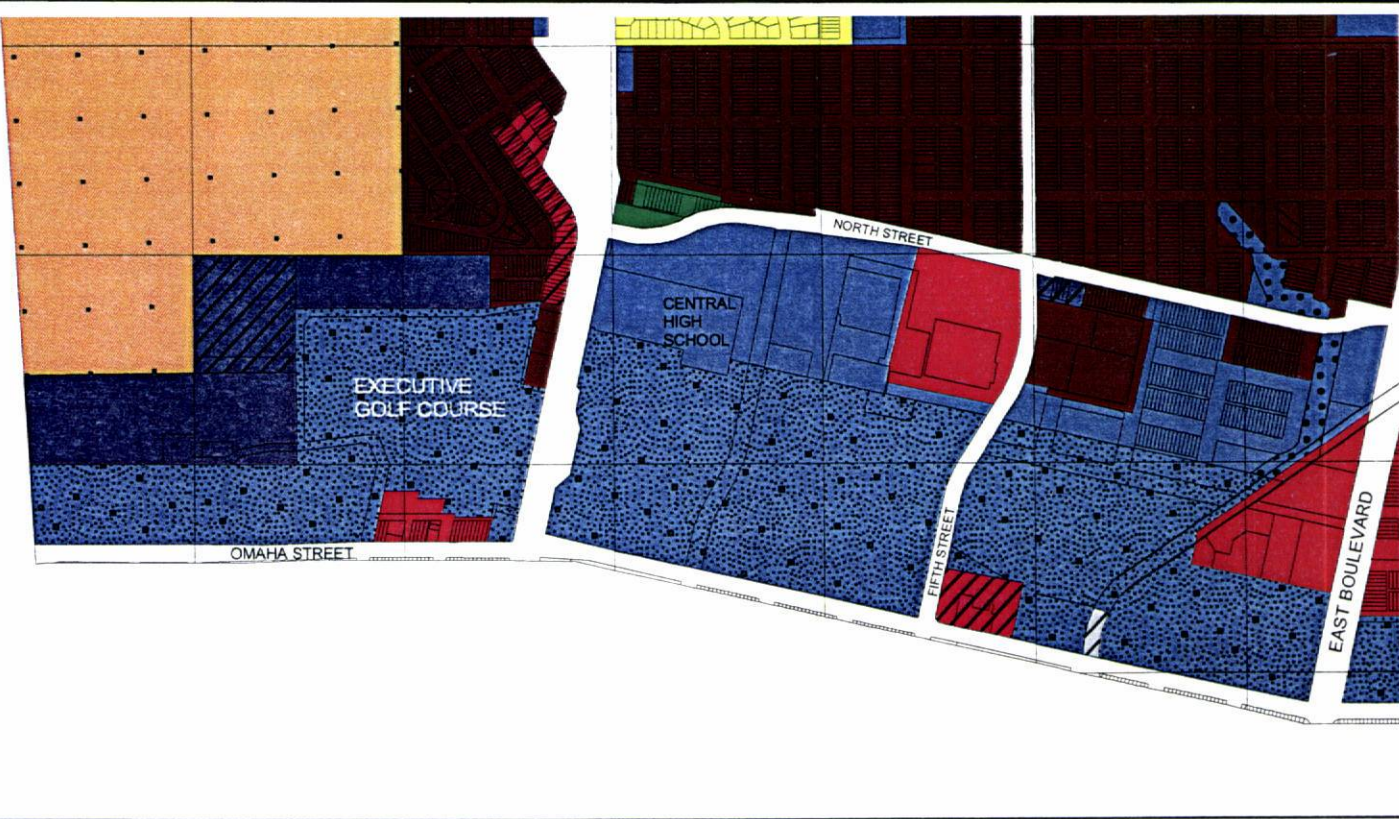 NORTH STREET
CENTRAL
HIGH
SCHOOL
EXECUTIVE
GOLF COURSE
OMAHA STREET
FIFTH STREET
EAST BOULEVARD